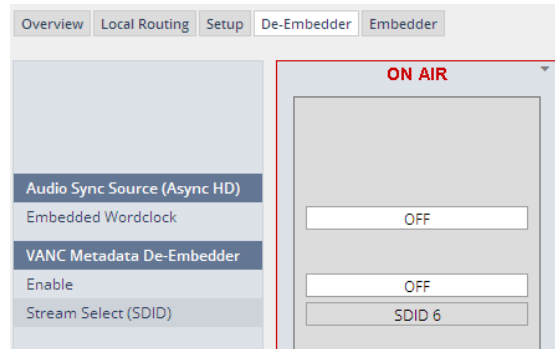 Overview Local Routing Setup De-Embedder Embedder
ON AIR
Audio Sync Source (Async HD)
Embedded Wordclock OFF
VANC Metadata De-Embedder
Enable OFF
Stream Select (SDID) SDID 6